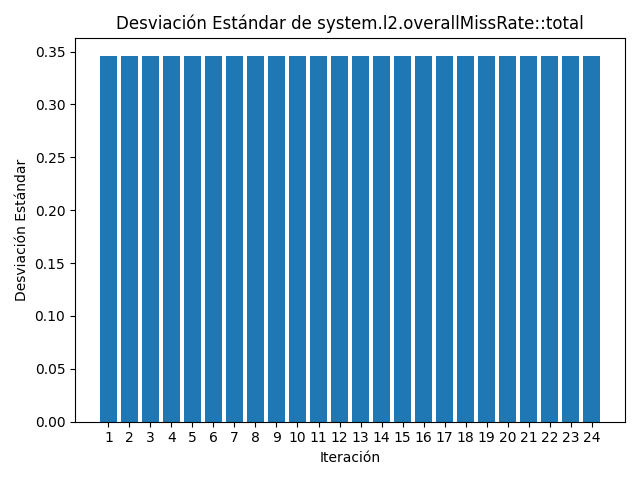 Desviación Estándar de system.l2.overallMissRate::total
0.35
0.30
0.25
0.20
0.15
0.10
0.05
0.00
Desviación Estándar
1 2 3 4 5 6 7 8 9 10 11 12 13 14 15 16 17 18 19 20 21 22 23 24
Iteración